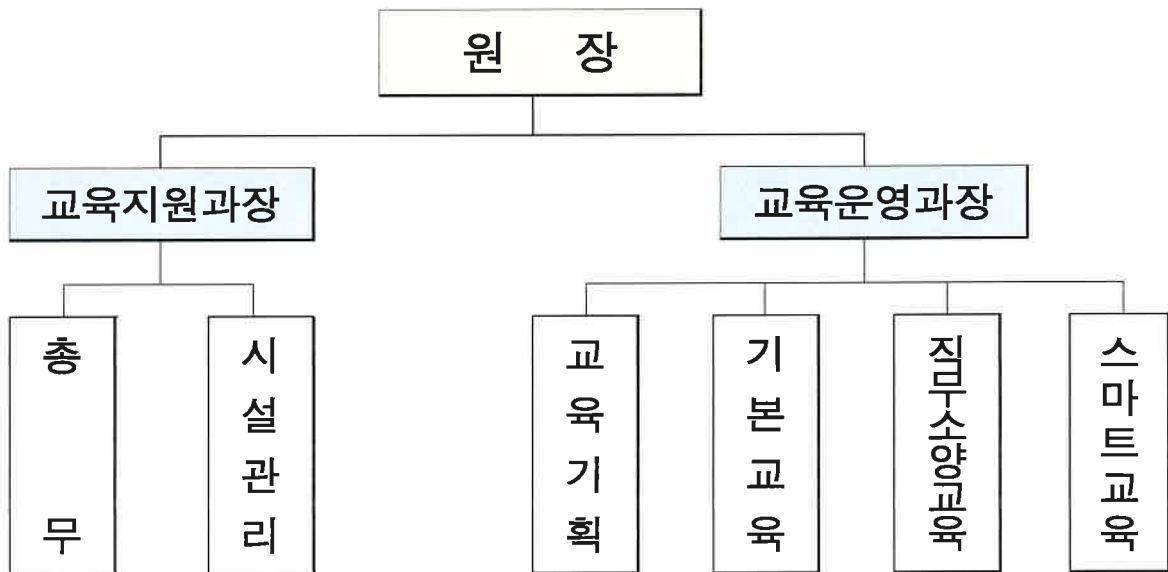 원 장
교육지원과장
교육운영과장
총 무
시설관리
교육기획
기본교육
직무소양교육
스마트교육